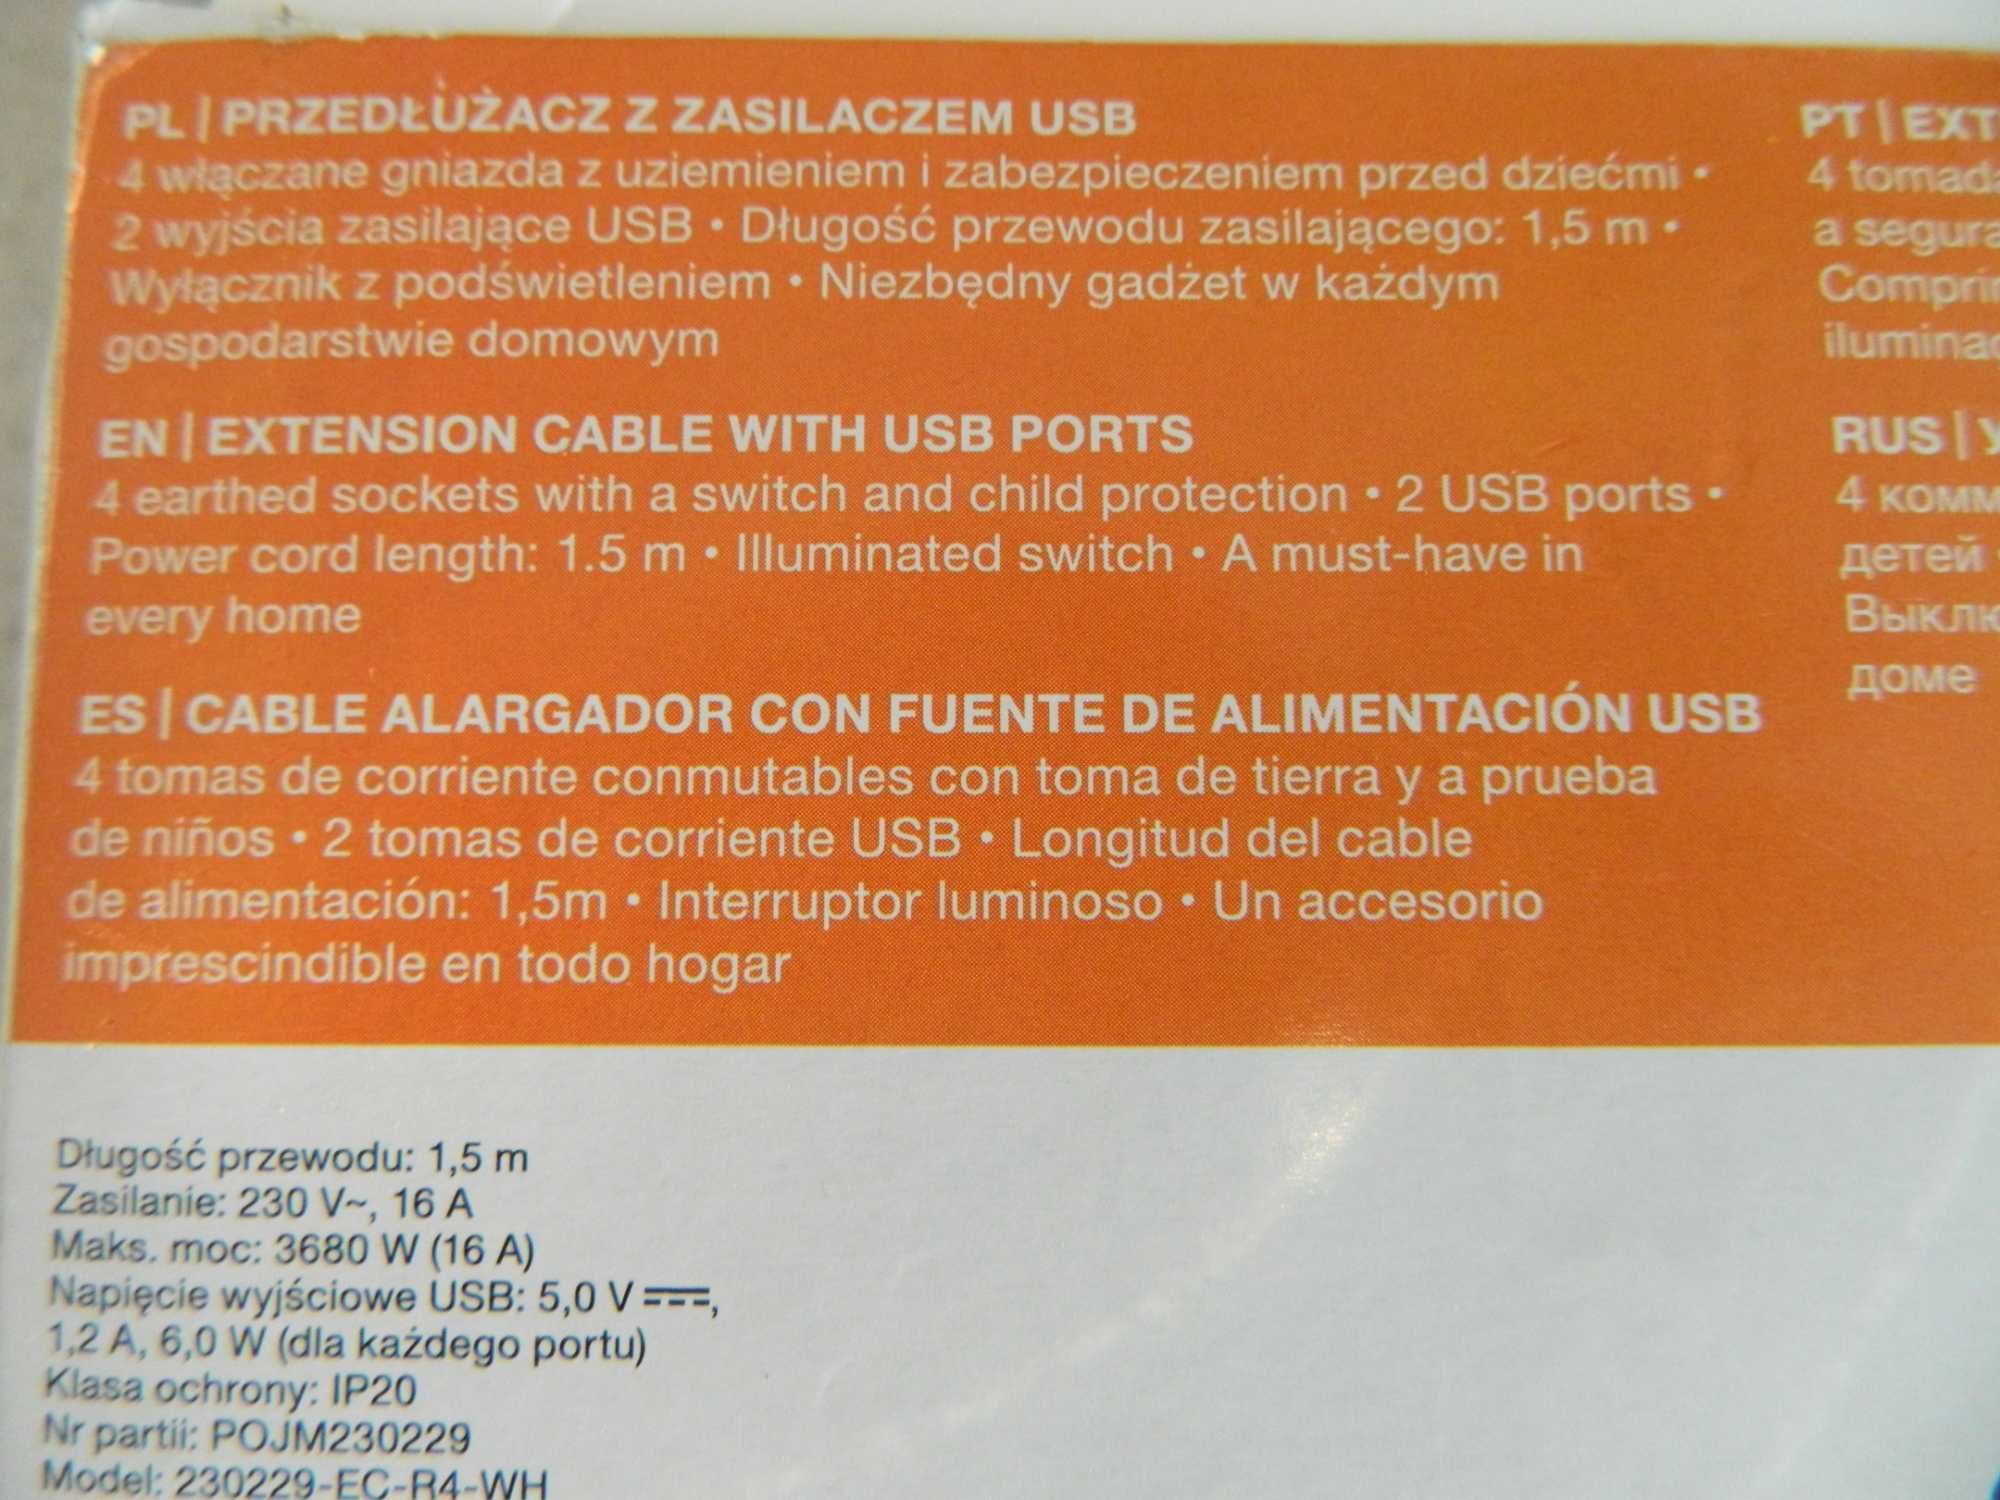 PL | PRZEDŁUŻACZ Z ZASILACZEM USB
4 włączane gniazda z uziemieniem i zabezpieczeniem przed dziećmi •
2 wyjścia zasilające USB • Długość przewodu zasilającego: 1,5 m •
Wyłącznik z podświetleniem • Niezbędny gadżet w każdym
gospodarstwie domowym
EN | EXTENSION CABLE WITH USB PORTS
4 earthed sockets with a switch and child protection • 2 USB ports •
Power cord length: 1.5 m • Illuminated switch • A must-have in
every home
ES | CABLE ALARGADOR CON FUENTE DE ALIMENTACIÓN USB
4 tomas de corriente conmutables con toma de tierra y a prueba
de niños • 2 tomas de corriente USB • Longitud del cable
de alimentación: 1,5m • Interruptor luminoso • Un accesorio
imprescindible en todo hogar
PT |
4
a
RUS |
4
детей
доме
Długość przewodu: 1,5 m
Zasilanie: 230 V~, 16 A
Maks. moc: 3680 W (16 A)
Napięcie wyjściowe USB: 5,0 V ⎓,
1,2 A, 6,0 W (dla każdego portu)
Klasa ochrony: IP20
Nr partii: POJM230229
Model: 230229-EC-R4-WH